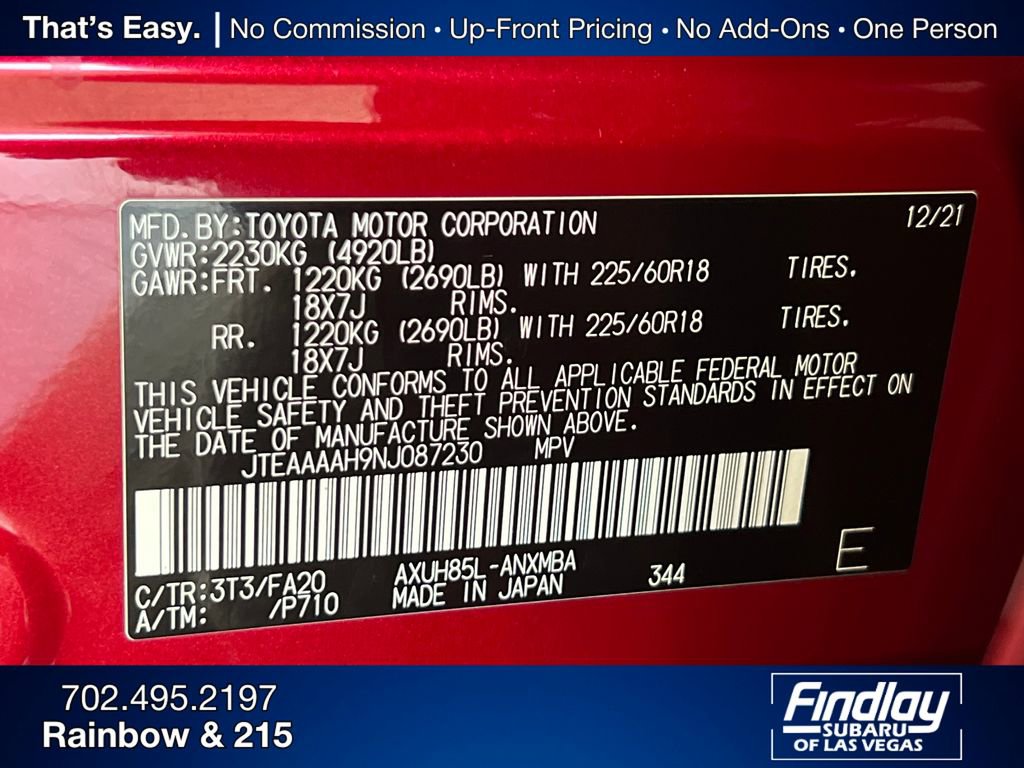 That's Easy. | No Commission • Up-Front Pricing • No Add-Ons • One Person
MFD. BY: TOYOTA MOTOR CORPORATION 12/21
GVWR: 2230KG (4920LB)
GAWR: FRT. 1220KG (2690LB) WITH 225/60R18 TIRES.
18X7J RIMS.
RR. 1220KG (2690LB) WITH 225/60R18 TIRES.
18X7J RIMS.
THIS VEHICLE CONFORMS TO ALL APPLICABLE FEDERAL MOTOR
VEHICLE SAFETY AND THEFT PREVENTION STANDARDS IN EFFECT ON
THE DATE OF MANUFACTURE SHOWN ABOVE.
JTEAAAAH9NJ087230 MPV
C/TR: 3T3/FA20 AXUH85L-ANXMBA 344 E
A/TM: /P710 MADE IN JAPAN
702.495.2197
Rainbow & 215
Findlay
SUBARU
OF LAS VEGAS